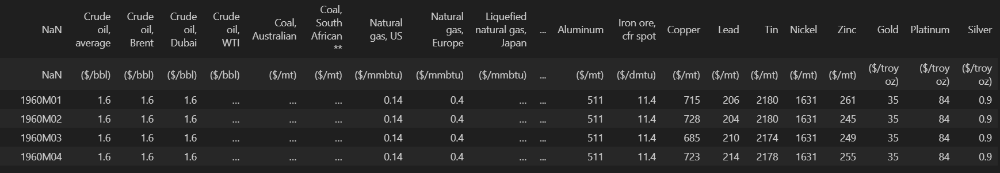 NaN Crude oil, average Crude oil, Brent Crude oil, Dubai Crude oil, WTI Coal, Australian Coal, South African ** Natural gas, US Natural gas, Europe Liquefied natural gas, Japan ... Aluminum Iron ore, cfr spot Copper Lead Tin Nickel Zinc Gold Platinum Silver
NaN ($/bbl) ($/bbl) ($/bbl) ($/bbl) ($/mt) ($/mt) ($/mmbtu) ($/mmbtu) ($/mmbtu) ... ($/mt) ($/dmtu) ($/mt) ($/mt) ($/mt) ($/mt) ($/mt) ($/troy oz) ($/troy oz) ($/troy oz)
1960M01 1.6 1.6 1.6 ... ... ... 0.14 0.4 ... ... 511 11.4 715 206 2180 1631 261 35 84 0.9
1960M02 1.6 1.6 1.6 ... ... ... 0.14 0.4 ... ... 511 11.4 728 204 2180 1631 245 35 84 0.9
1960M03 1.6 1.6 1.6 ... ... ... 0.14 0.4 ... ... 511 11.4 685 210 2174 1631 249 35 84 0.9
1960M04 1.6 1.6 1.6 ... ... ... 0.14 0.4 ... ... 511 11.4 723 214 2178 1631 255 35 84 0.9